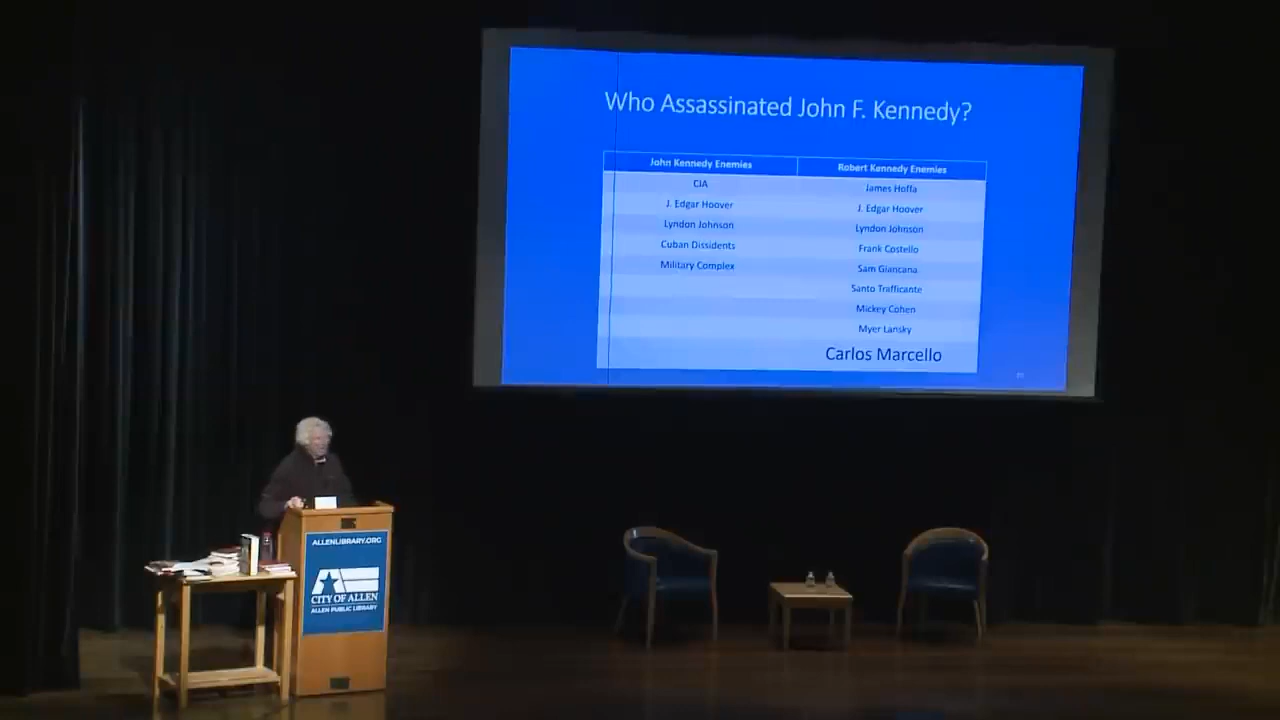 Who Assassinated John F. Kennedy?
John Kennedy Enemies
Robert Kennedy Enemies
CIA
James Hoffa
J. Edgar Hoover
J. Edgar Hoover
Lyndon Johnson
Lyndon Johnson
Cuban Dissidents
Frank Costello
Military Complex
Sam Giancana
Santo Trafficante
Mickey Cohen
Myer Lansky
Carlos Marcello
ALLENLIBRARY.ORG
CITY OF ALLEN
ALLEN PUBLIC LIBRARY